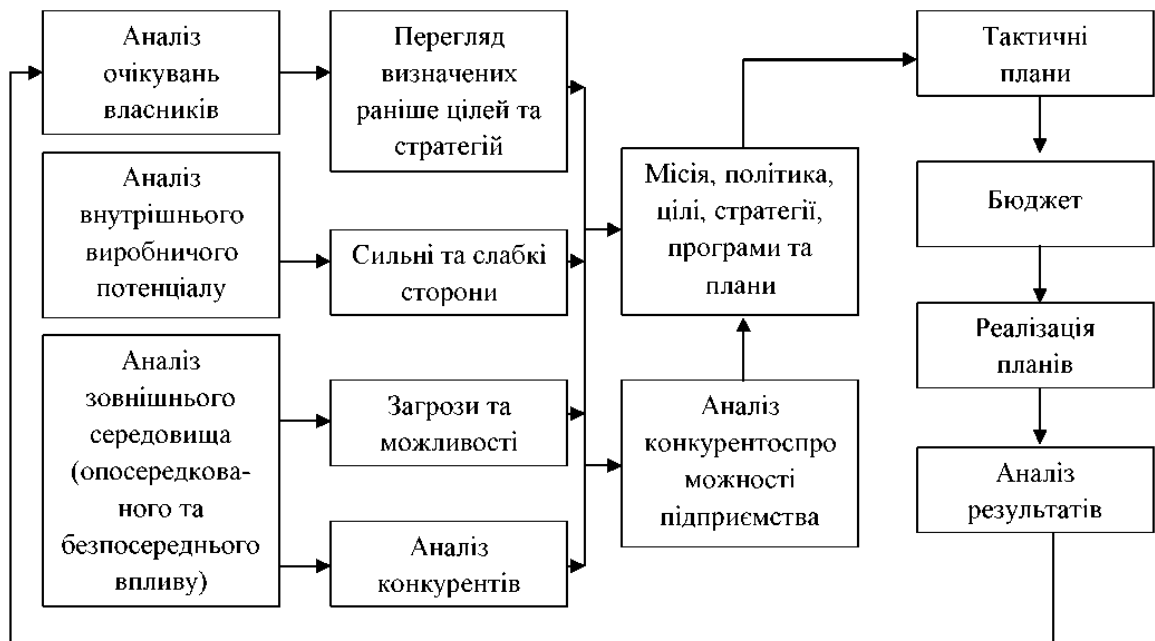 Аналіз
очікувань
власників
Перегляд
визначених
раніше цілей та
стратегій
Аналіз
внутрішнього
виробничого
потенціалу
Сильні та слабкі
сторони
Аналіз
зовнішнього
середовища
(опосередкова-
ного та
безпосереднього
впливу)
Загрози та
можливості
Аналіз
конкурентів
Місія, політика,
цілі, стратегії,
програми та
плани
Аналіз
конкурентоспро
можності
підприємства
Тактичні
плани
Бюджет
Реалізація
планів
Аналіз
результатів